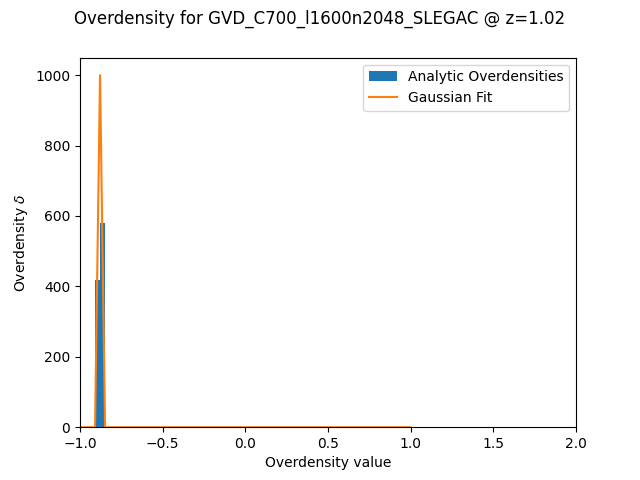 Overdensity for GVD_C700_l1600n2048_SLEGAC @ z=1.02
Analytic Overdensities
Gaussian Fit
Overdensity δ
1000
800
600
400
200
0
−1.0 −0.5 0.0 0.5 1.0 1.5 2.0
Overdensity value